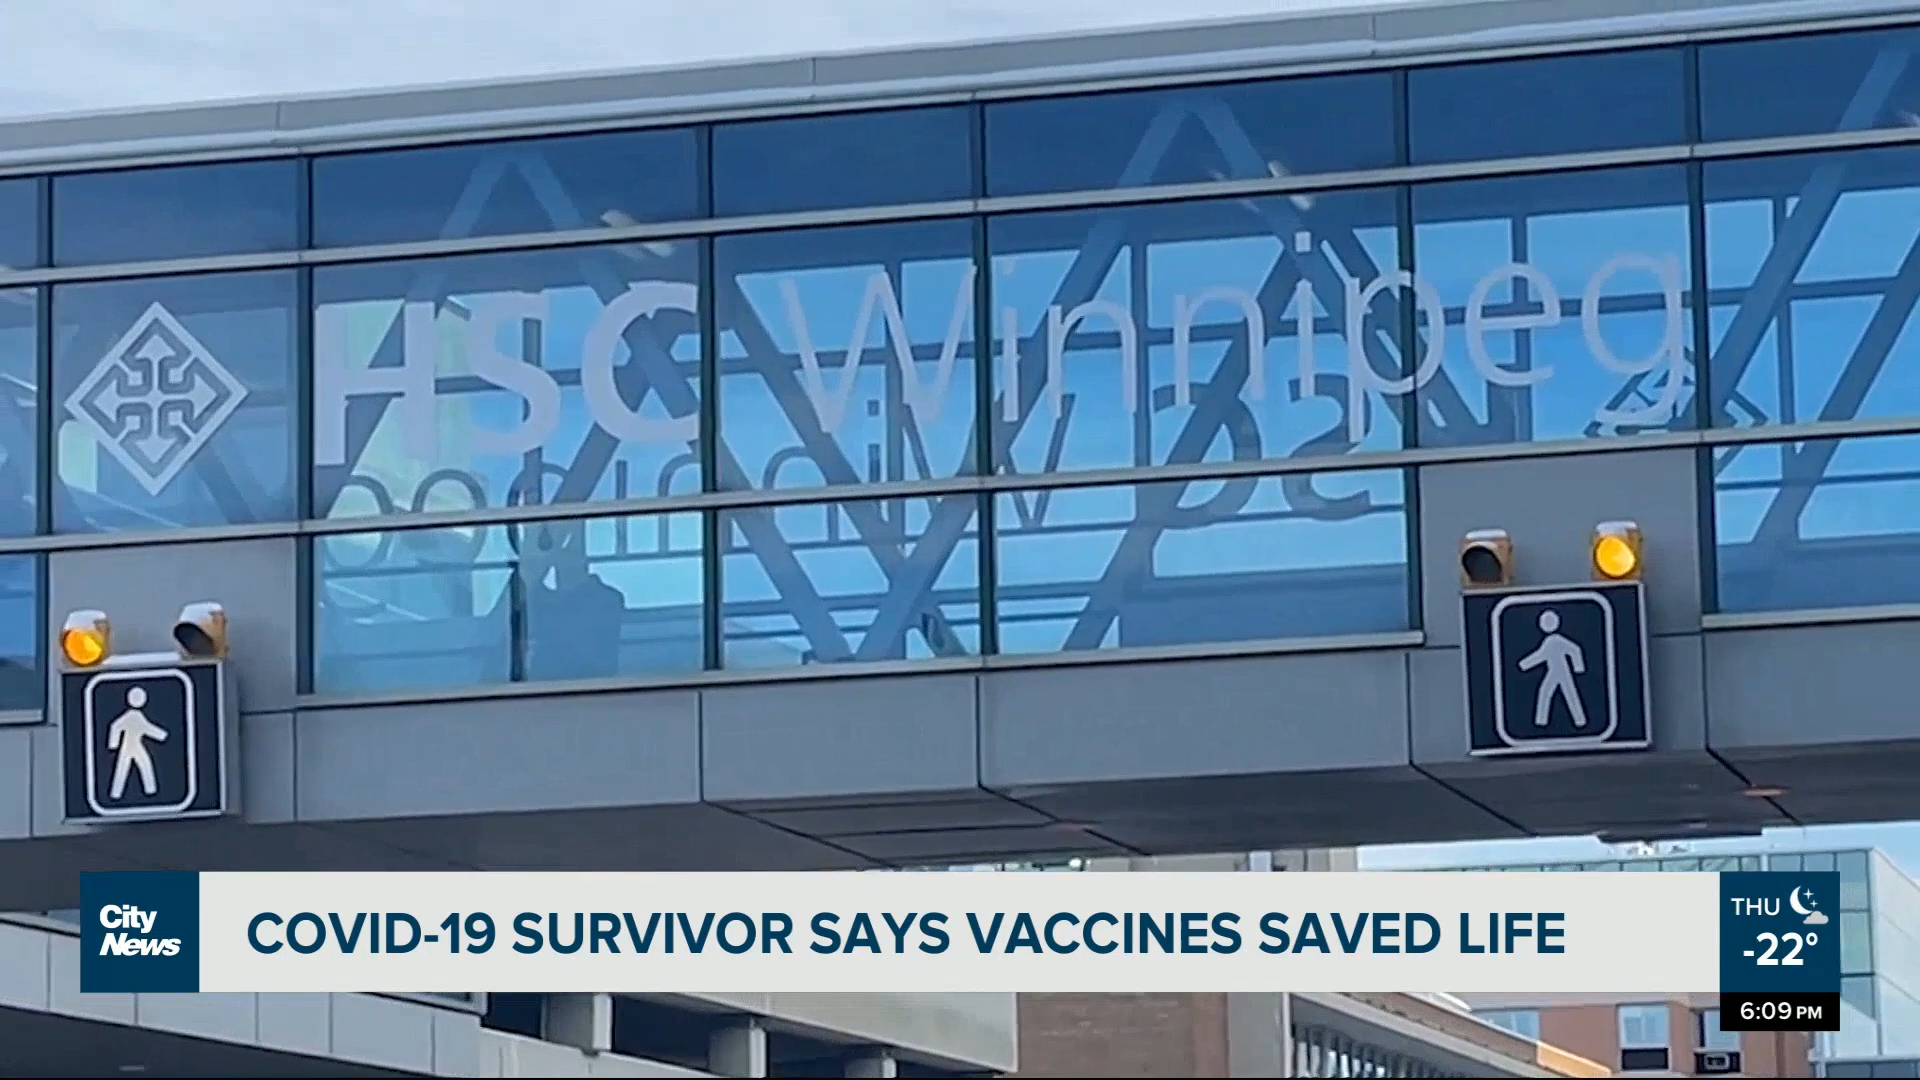 HSC Winnipeg
City
News
COVID-19 SURVIVOR SAYS VACCINES SAVED LIFE
THU
-22°
6:09 PM